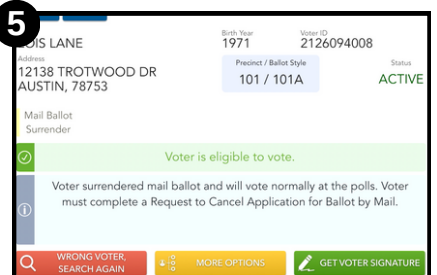 5
OIS LANE
Birth Year
1971
Voter ID
2126094008
Address
12138 TROTWOOD DR
AUSTIN, 78753
Precinct / Ballot Style
101 / 101A
Status
ACTIVE
Mail Ballot
Surrender
Voter is eligible to vote.
Voter surrendered mail ballot and will vote normally at the polls. Voter
must complete a Request to Cancel Application for Ballot by Mail.
WRONG VOTER,
SEARCH AGAIN
MORE OPTIONS
GET VOTER SIGNATURE